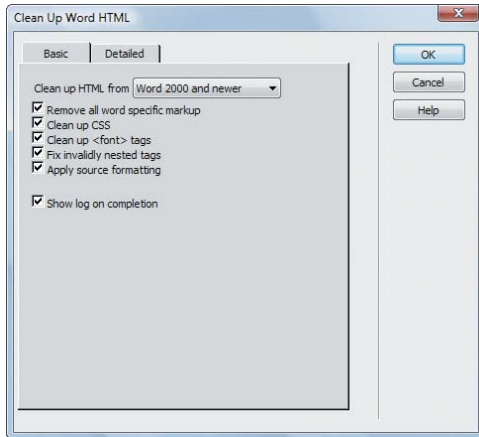 Clean Up Word HTML
Basic Detailed
OK
Clean up HTML from Word 2000 and newer
Cancel
Remove all word specific markup
Help
Clean up CSS
Clean up <font> tags
Fix invalidly nested tags
Apply source formatting
Show log on completion